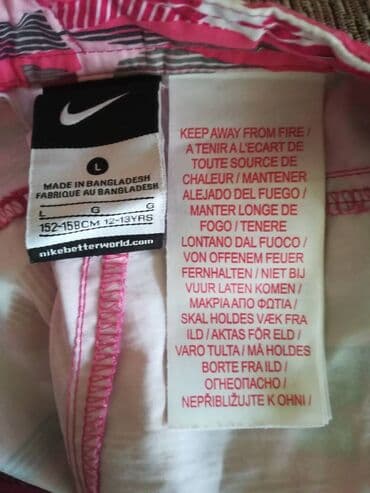 L
MADE IN BANGLADESH
FABRIQUÉ AU BANGLADESH
L G G
152-158CM 12-13YRS
nikebetterworld.com
KEEP AWAY FROM FIRE /
A TENIR A L'ECART DE
TOUTE SOURCE DE
CHALEUR / MANTENER
ALEJADO DEL FUEGO /
MANTER LONGE DE
FOGO / TENERE
LONTANO DAL FUOCO /
VON OFFENEM FEUER
FERNHALTEN / NIET BIJ
VUUR LATEN KOMEN /
ΜΑΚΡΙΑ ΑΠΟ ΦΩΤΙΑ /
SKAL HOLDES VÆK FRA
ILD / AKTAS FÖR ELD /
VARO TULTA / MÅ HOLDES
BORTE FRA ILD /
ОГНЕОПАСНО /
NEPŘIBLIŽUJTE K OHNI /